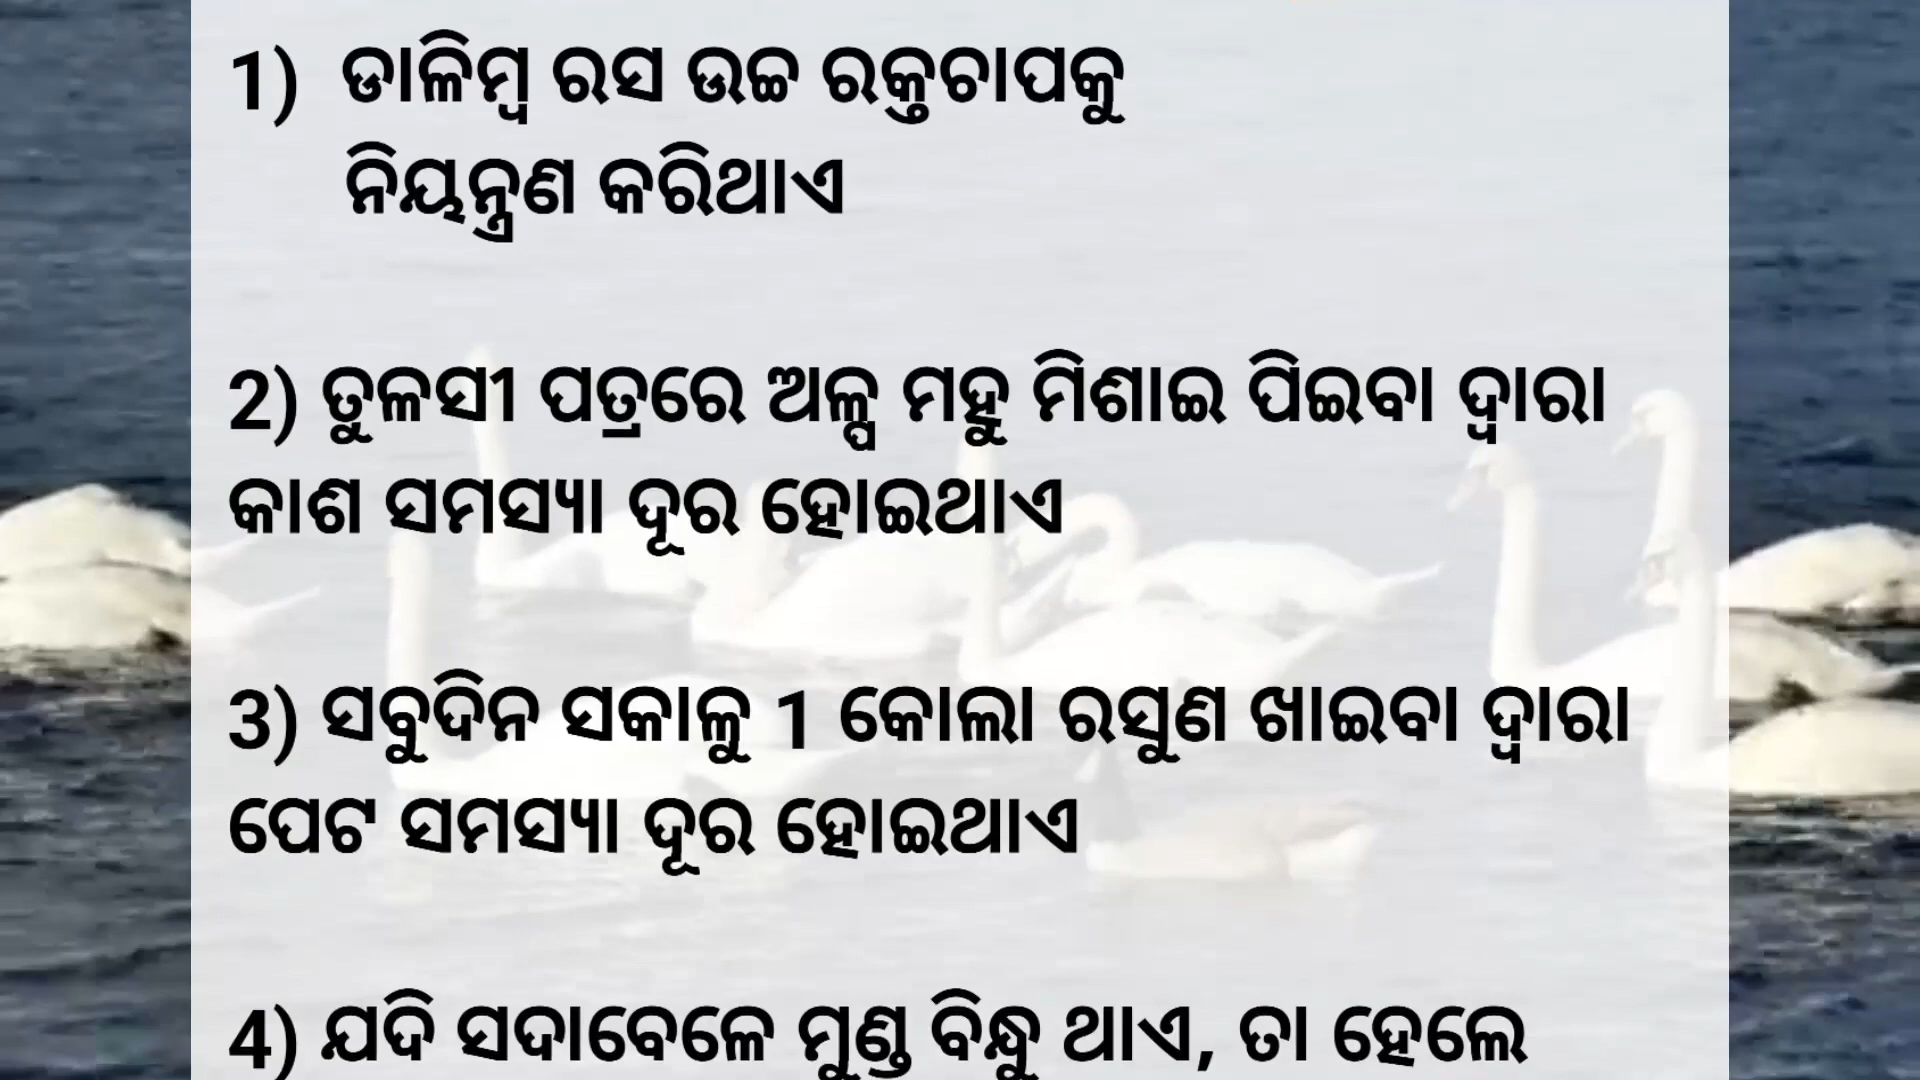 1) ଡାଳିମ୍ବ ରସ ଉଚ୍ଚ ରକ୍ତଚାପକୁ
ନିୟନ୍ତ୍ରଣ କରିଥାଏ
2) ତୁଳସୀ ପତ୍ରରେ ଅଳ୍ପ ମହୁ ମିଶାଇ ପିଇବା ଦ୍ୱାରା
କାଶ ସମସ୍ୟା ଦୂର ହୋଇଥାଏ
3) ସବୁଦିନ ସକାଳୁ 1 କୋଲା ରସୁଣ ଖାଇବା ଦ୍ୱାରା
ପେଟ ସମସ୍ୟା ଦୂର ହୋଇଥାଏ
4) ଯଦି ସଦାବେଳେ ମୁଣ୍ଡ ବିନ୍ଧୁ ଥାଏ, ତା ହେଲେ